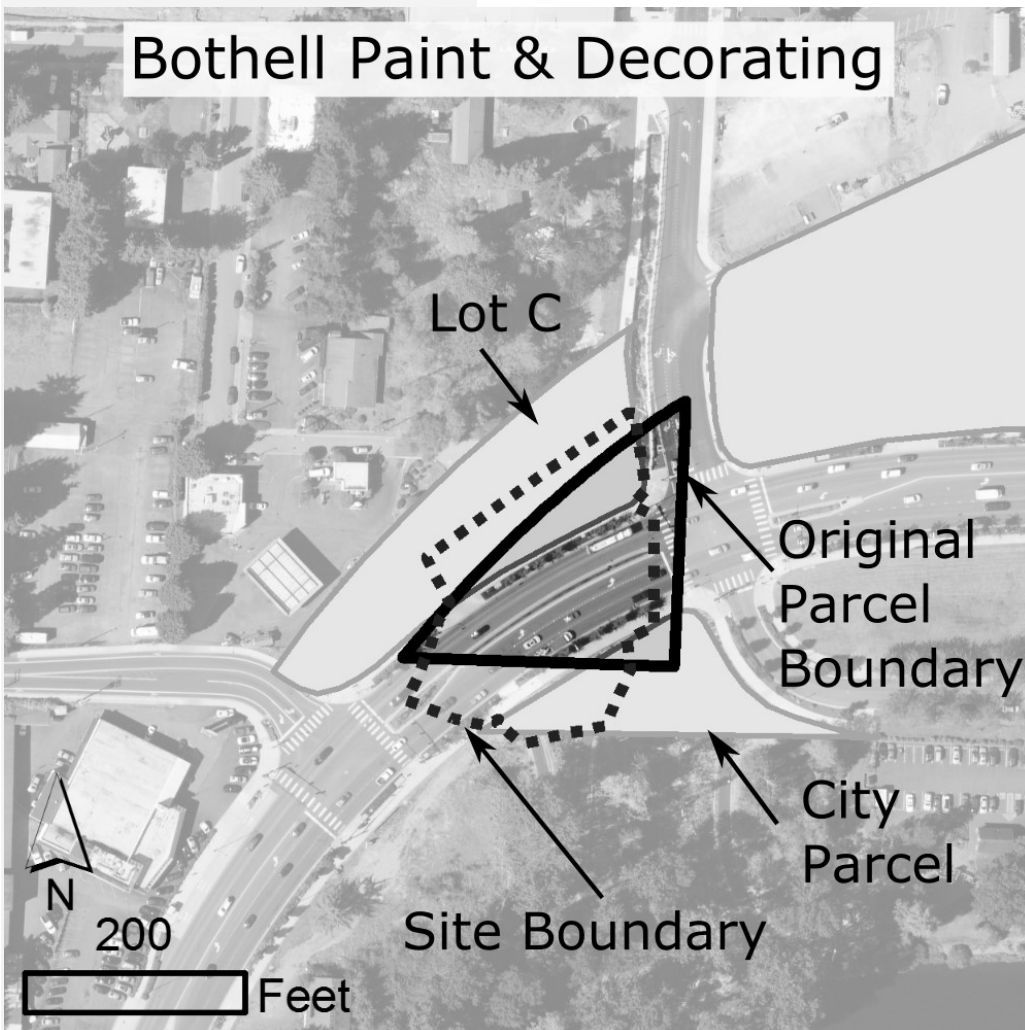 Bothell Paint & Decorating
Lot C
Original
Parcel
Boundary
City
Parcel
Site Boundary
N
200
Feet